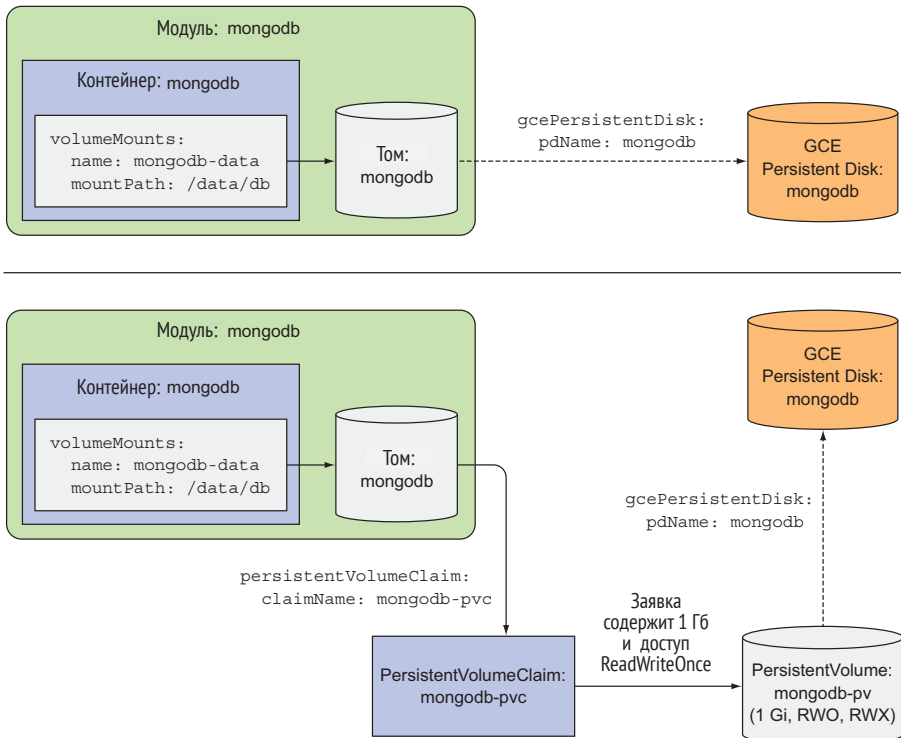 Модуль: mongodb
Контейнер: mongodb
volumeMounts:
name: mongodb-data
mountPath: /data/db
Том:
mongodb
gcePersistentDisk:
pdName: mongodb
GCE
Persistent Disk:
mongodb
Модуль: mongodb
Контейнер: mongodb
volumeMounts:
name: mongodb-data
mountPath: /data/db
Том:
mongodb
GCE
Persistent Disk:
mongodb
gcePersistentDisk:
pdName: mongodb
persistentVolumeClaim:
claimName: mongodb-pvc
Заявка
содержит 1 Гб
и доступ
ReadWriteOnce
PersistentVolumeClaim:
mongodb-pvc
PersistentVolume:
mongodb-pv
(1 Gi, RWO, RWX)